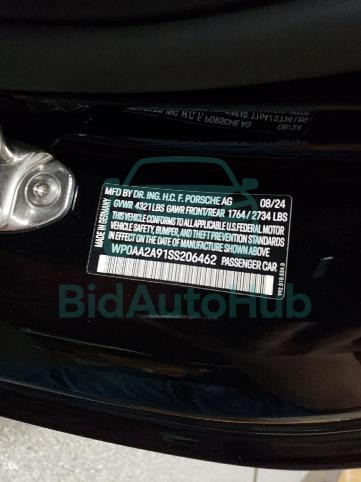 MFD BY DR. ING. H.C. F. PORSCHE AG 08/24
GVWR 4321LBS GAWR FRONT/REAR 1764 / 2734 LBS
THIS VEHICLE CONFORMS TO ALL APPLICABLE U.S. FEDERAL MOTOR
VEHICLE SAFETY, BUMPER, AND THEFT PREVENTION STANDARDS
IN EFFECT ON THE DATE OF MANUFACTURE SHOWN ABOVE.
WP0AA2A91SS206462 PASSENGER CAR
MADE IN GERMANY
BidAutoHub